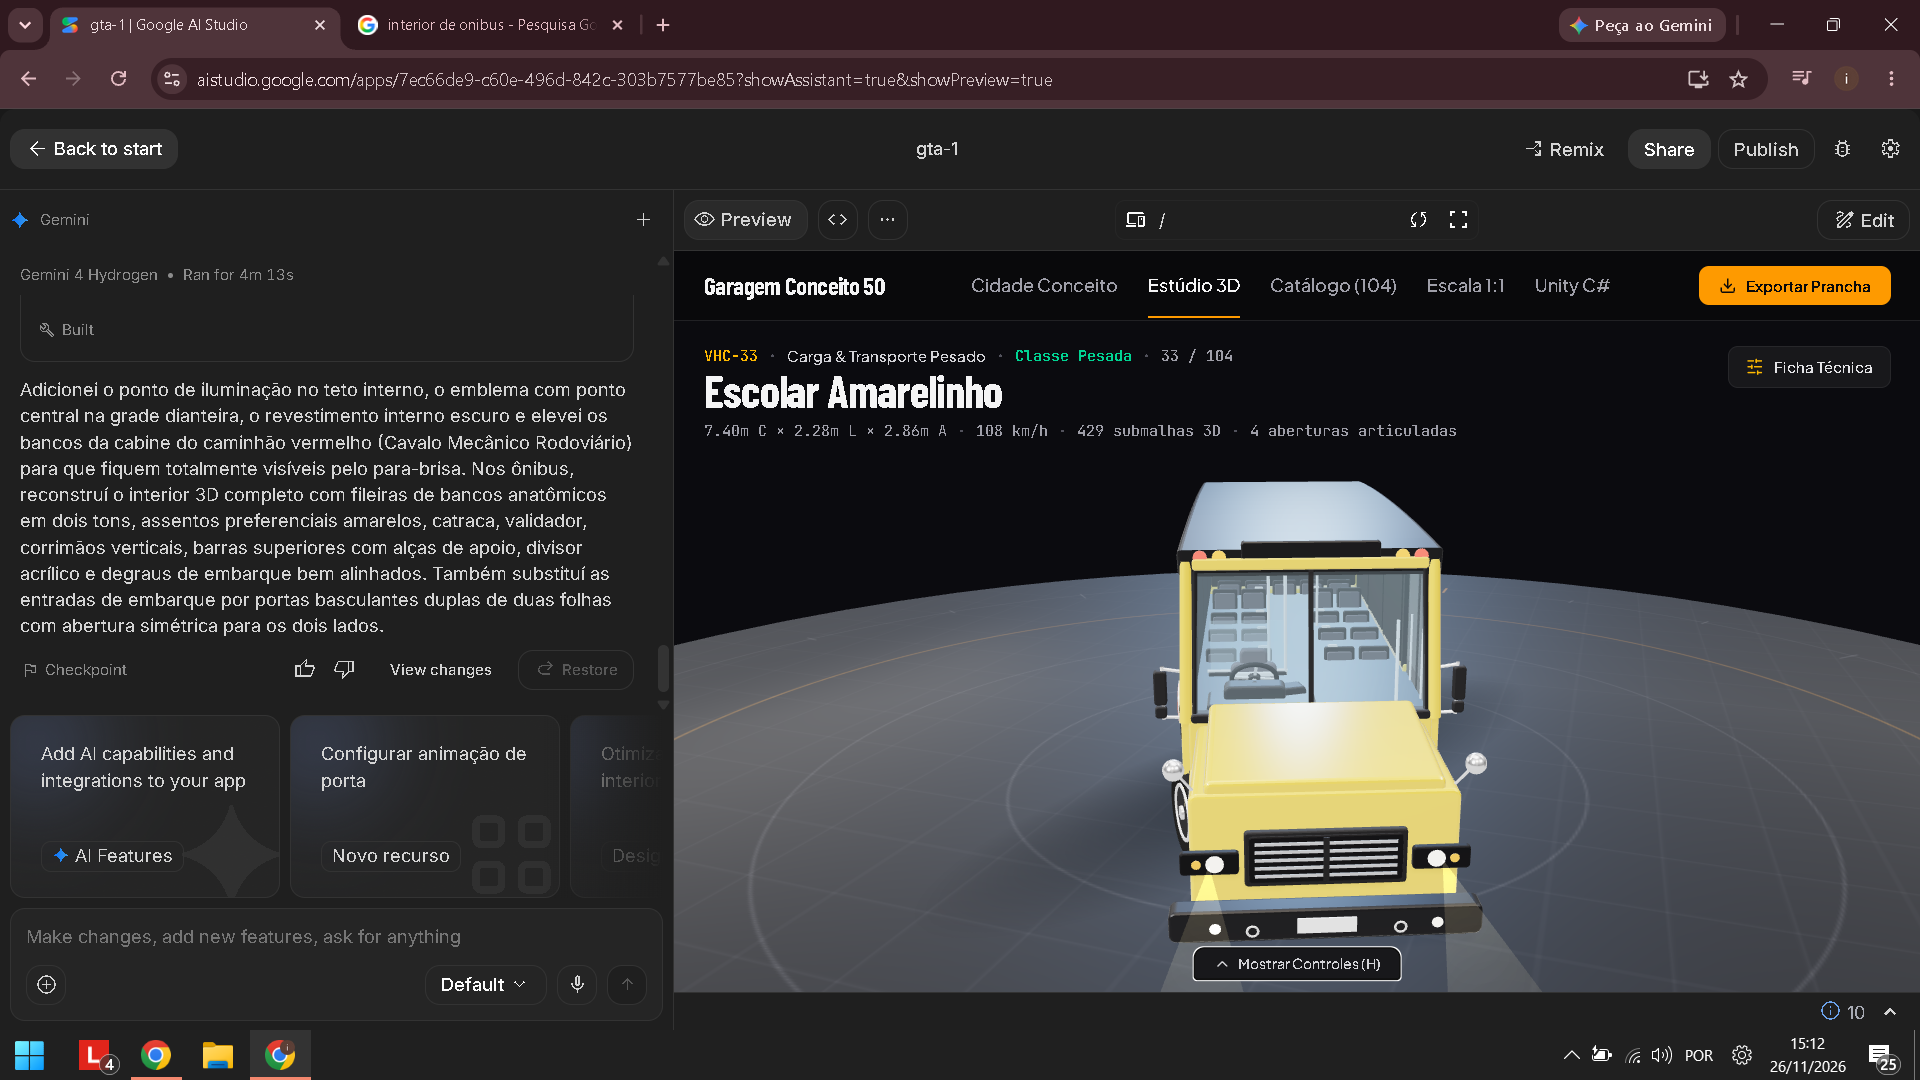 gta-1 | Google AI Studio
interior de onibus - Pesquisa Go
Peça ao Gemini
aistudio.google.com/apps/7ec66de9-c60e-496d-842c-303b7577be85?showAssistant=true&showPreview=true
i
Back to start
gta-1
Remix
Share
Publish
Gemini
Preview
/
Edit
Gemini 4 Hydrogen • Ran for 4m 13s
Built
Adicionei o ponto de iluminação no teto interno, o emblema com ponto
central na grade dianteira, o revestimento interno escuro e elevei os
bancos da cabine do caminhão vermelho (Cavalo Mecânico Rodoviário)
para que fiquem totalmente visíveis pelo para-brisa. Nos ônibus,
reconstruí o interior 3D completo com fileiras de bancos anatômicos
em dois tons, assentos preferenciais amarelos, catraca, validador,
corrimãos verticais, barras superiores com alças de apoio, divisor
acrílico e degraus de embarque bem alinhados. Também substituí as
entradas de embarque por portas basculantes duplas de duas folhas
com abertura simétrica para os dois lados.
Checkpoint
View changes
Restore
Add AI capabilities and
integrations to your app
AI Features
Configurar animação de
porta
Novo recurso
Otimize
interior
Desig
Make changes, add new features, ask for anything
Default
Garagem Conceito 50
Cidade Conceito
Estúdio 3D
Catálogo (104)
Escala 1:1
Unity C#
Exportar Prancha
VHC-33 · Carga & Transporte Pesado · Classe Pesada · 33 / 104
Escolar Amarelinho
7.40m C × 2.28m L × 2.86m A · 108 km/h · 429 submalhas 3D · 4 aberturas articuladas
Ficha Técnica
Mostrar Controles (H)
10
L
4
i
POR
15:12
26/11/2026
25